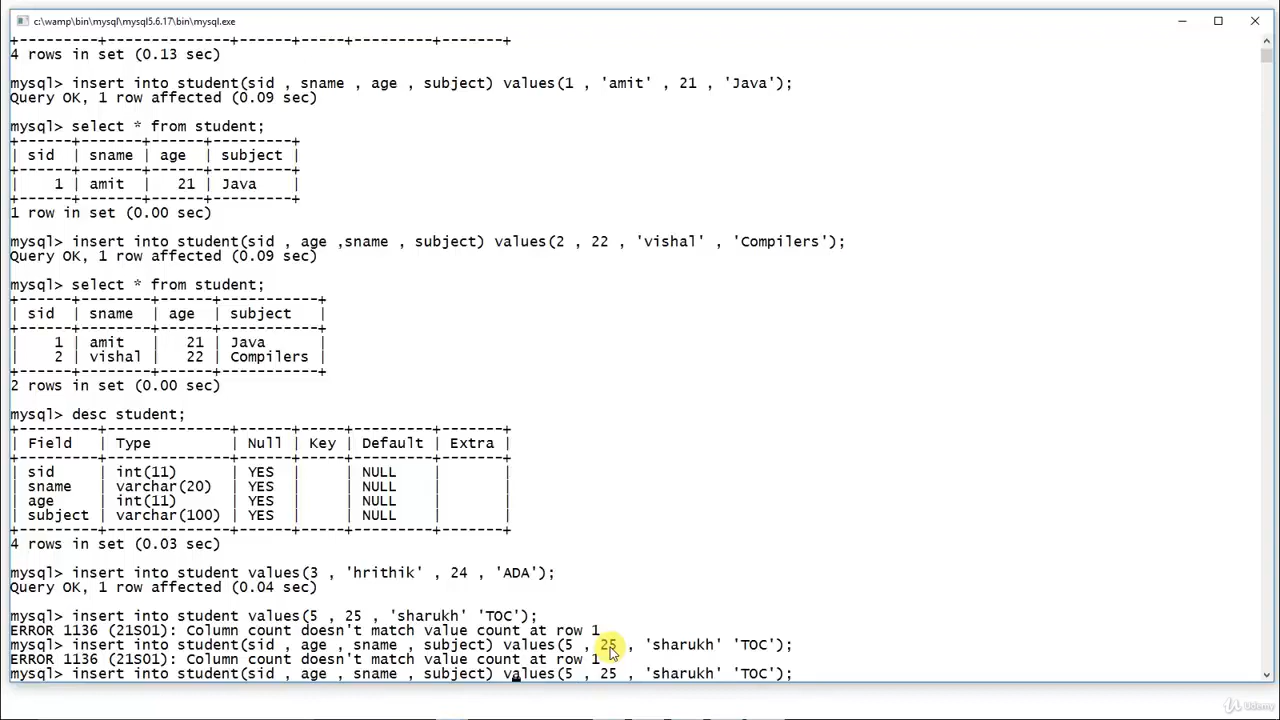 c:\wamp\bin\mysql\mysql5.6.17\bin\mysql.exe
+---------+--------------+------+-----+---------+-------+
4 rows in set (0.13 sec)
mysql> insert into student(sid , sname , age , subject) values(1 , 'amit' , 21 , 'Java');
Query OK, 1 row affected (0.09 sec)
mysql> select * from student;
+------+-------+------+---------+
| sid  | sname | age  | subject |
+------+-------+------+---------+
|    1 | amit  |   21 | Java    |
+------+-------+------+---------+
1 row in set (0.00 sec)
mysql> insert into student(sid , age ,sname , subject) values(2 , 22 , 'vishal' , 'Compilers');
Query OK, 1 row affected (0.09 sec)
mysql> select * from student;
+------+--------+------+-----------+
| sid  | sname  | age  | subject   |
+------+--------+------+-----------+
|    1 | amit   |   21 | Java      |
|    2 | vishal |   22 | Compilers |
+------+--------+------+-----------+
2 rows in set (0.00 sec)
mysql> desc student;
+---------+--------------+------+-----+---------+-------+
| Field   | Type         | Null | Key | Default | Extra |
+---------+--------------+------+-----+---------+-------+
| sid     | int(11)      | YES  |     | NULL    |       |
| sname   | varchar(20)  | YES  |     | NULL    |       |
| age     | int(11)      | YES  |     | NULL    |       |
| subject | varchar(100) | YES  |     | NULL    |       |
+---------+--------------+------+-----+---------+-------+
4 rows in set (0.03 sec)
mysql> insert into student values(3 , 'hrithik' , 24 , 'ADA');
Query OK, 1 row affected (0.04 sec)
mysql> insert into student values(5 , 25 , 'sharukh' 'TOC');
ERROR 1136 (21S01): Column count doesn't match value count at row 1
mysql> insert into student(sid , age , sname , subject) values(5 , 25 , 'sharukh' 'TOC');
ERROR 1136 (21S01): Column count doesn't match value count at row 1
mysql> insert into student(sid , age , sname , subject) values(5 , 25 , 'sharukh' 'TOC');
Udemy